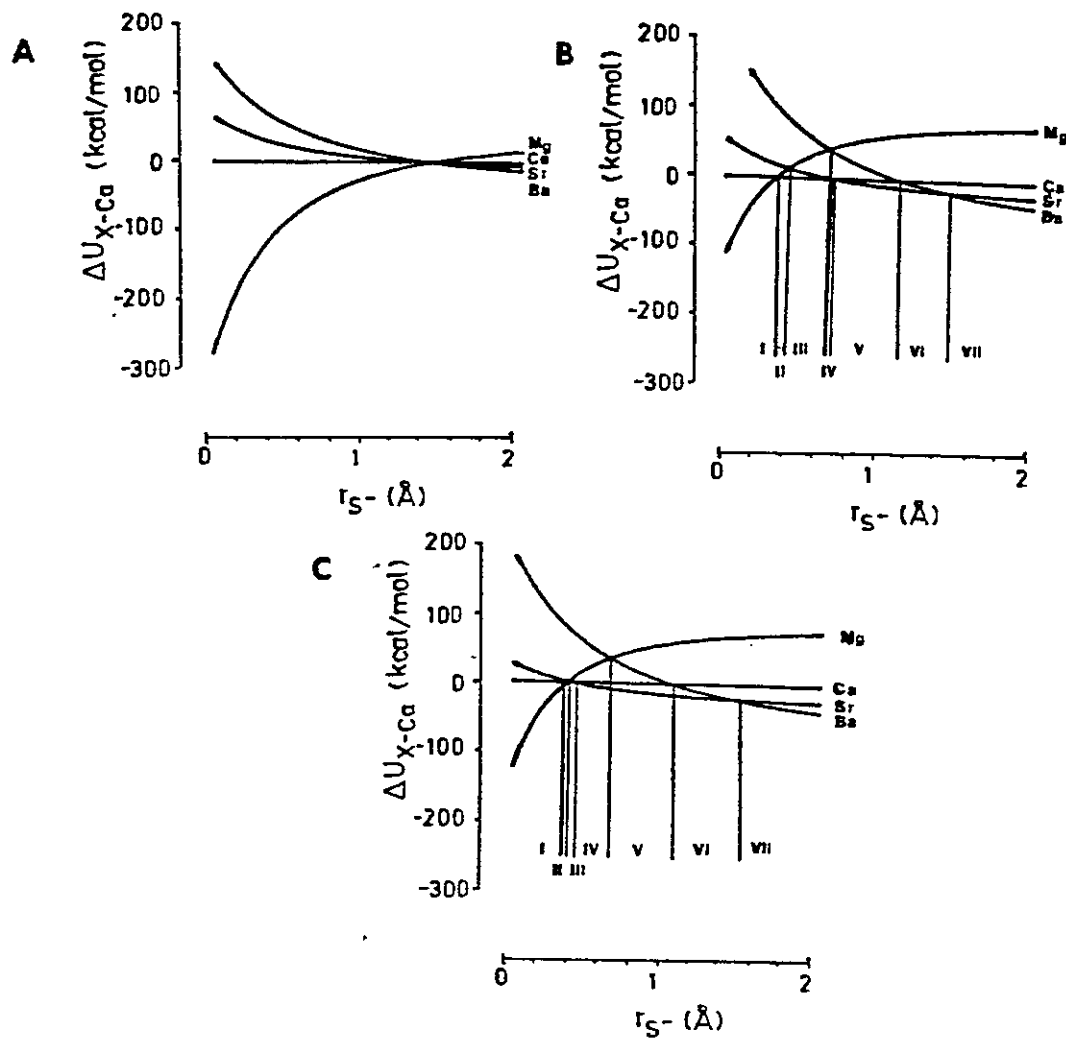 A
ΔU X-Ca (kcal/mol)
200
100
0
-100
-200
-300
Mg
Ca
Sr
Ba
0 1 2
rS- (Å)
B
ΔU X-Ca (kcal/mol)
200
100
0
-100
-200
-300
Mg
Ca
Sr
Ba
I III V VI VII
II IV
0 1 2
rS- (Å)
C
ΔU X-Ca (kcal/mol)
200
100
0
-100
-200
-300
Mg
Ca
Sr
Ba
I IV V VI VII
II III
0 1 2
rS- (Å)